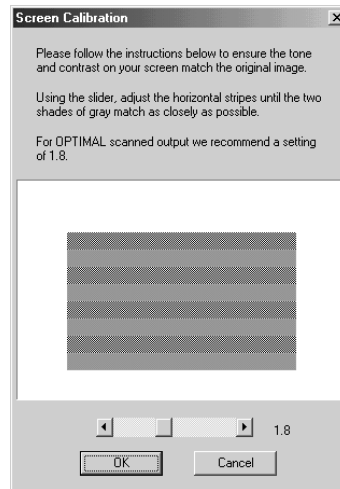 Screen Calibration
Please follow the instructions below to ensure the tone
and contrast on your screen match the original image.
Using the slider, adjust the horizontal stripes until the two
shades of gray match as closely as possible.
For OPTIMAL scanned output we recommend a setting
of 1.8.
1.8
OK
Cancel